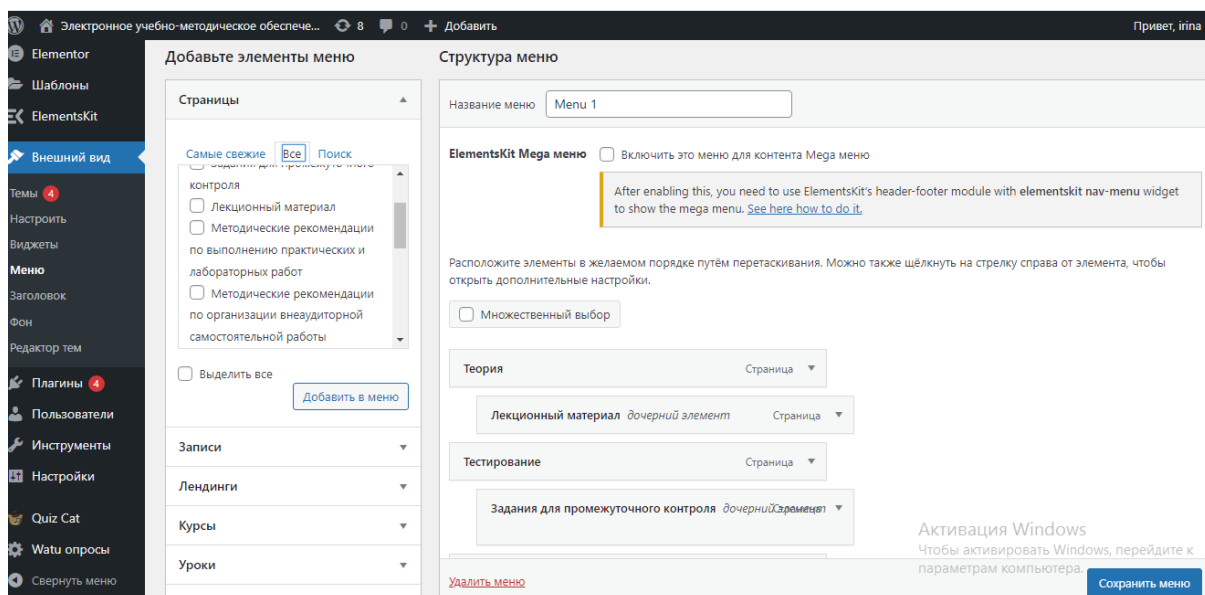 Электронное учебно-методическое обеспече... 8 0 Добавить Привет, irina
Elementor
Шаблоны
ElementsKit
Внешний вид
Темы 4
Настроить
Виджеты
Меню
Заголовок
Фон
Редактор тем
Плагины 4
Пользователи
Инструменты
Настройки
Quiz Cat
Watu опросы
Свернуть меню
Добавьте элементы меню
Страницы
Самые свежие Все Поиск
Задания для промежуточного
контроля
Лекционный материал
Методические рекомендации
по выполнению практических и
лабораторных работ
Методические рекомендации
по организации внеаудиторной
самостоятельной работы
Выделить все
Добавить в меню
Записи
Лендинги
Курсы
Уроки
Структура меню
Название меню Menu 1
ElementsKit Mega меню Включить это меню для контента Mega меню
After enabling this, you need to use ElementsKit's header-footer module with elementskit nav-menu widget
to show the mega menu. See here how to do it.
Расположите элементы в желаемом порядке путём перетаскивания. Можно также щёлкнуть на стрелку справа от элемента, чтобы
открыть дополнительные настройки.
Множественный выбор
Теория Страница
Лекционный материал дочерний элемент Страница
Тестирование Страница
Задания для промежуточного контроля дочерний элемент Страница
Активация Windows
Чтобы активировать Windows, перейдите к
параметрам компьютера.
Удалить меню
Сохранить меню